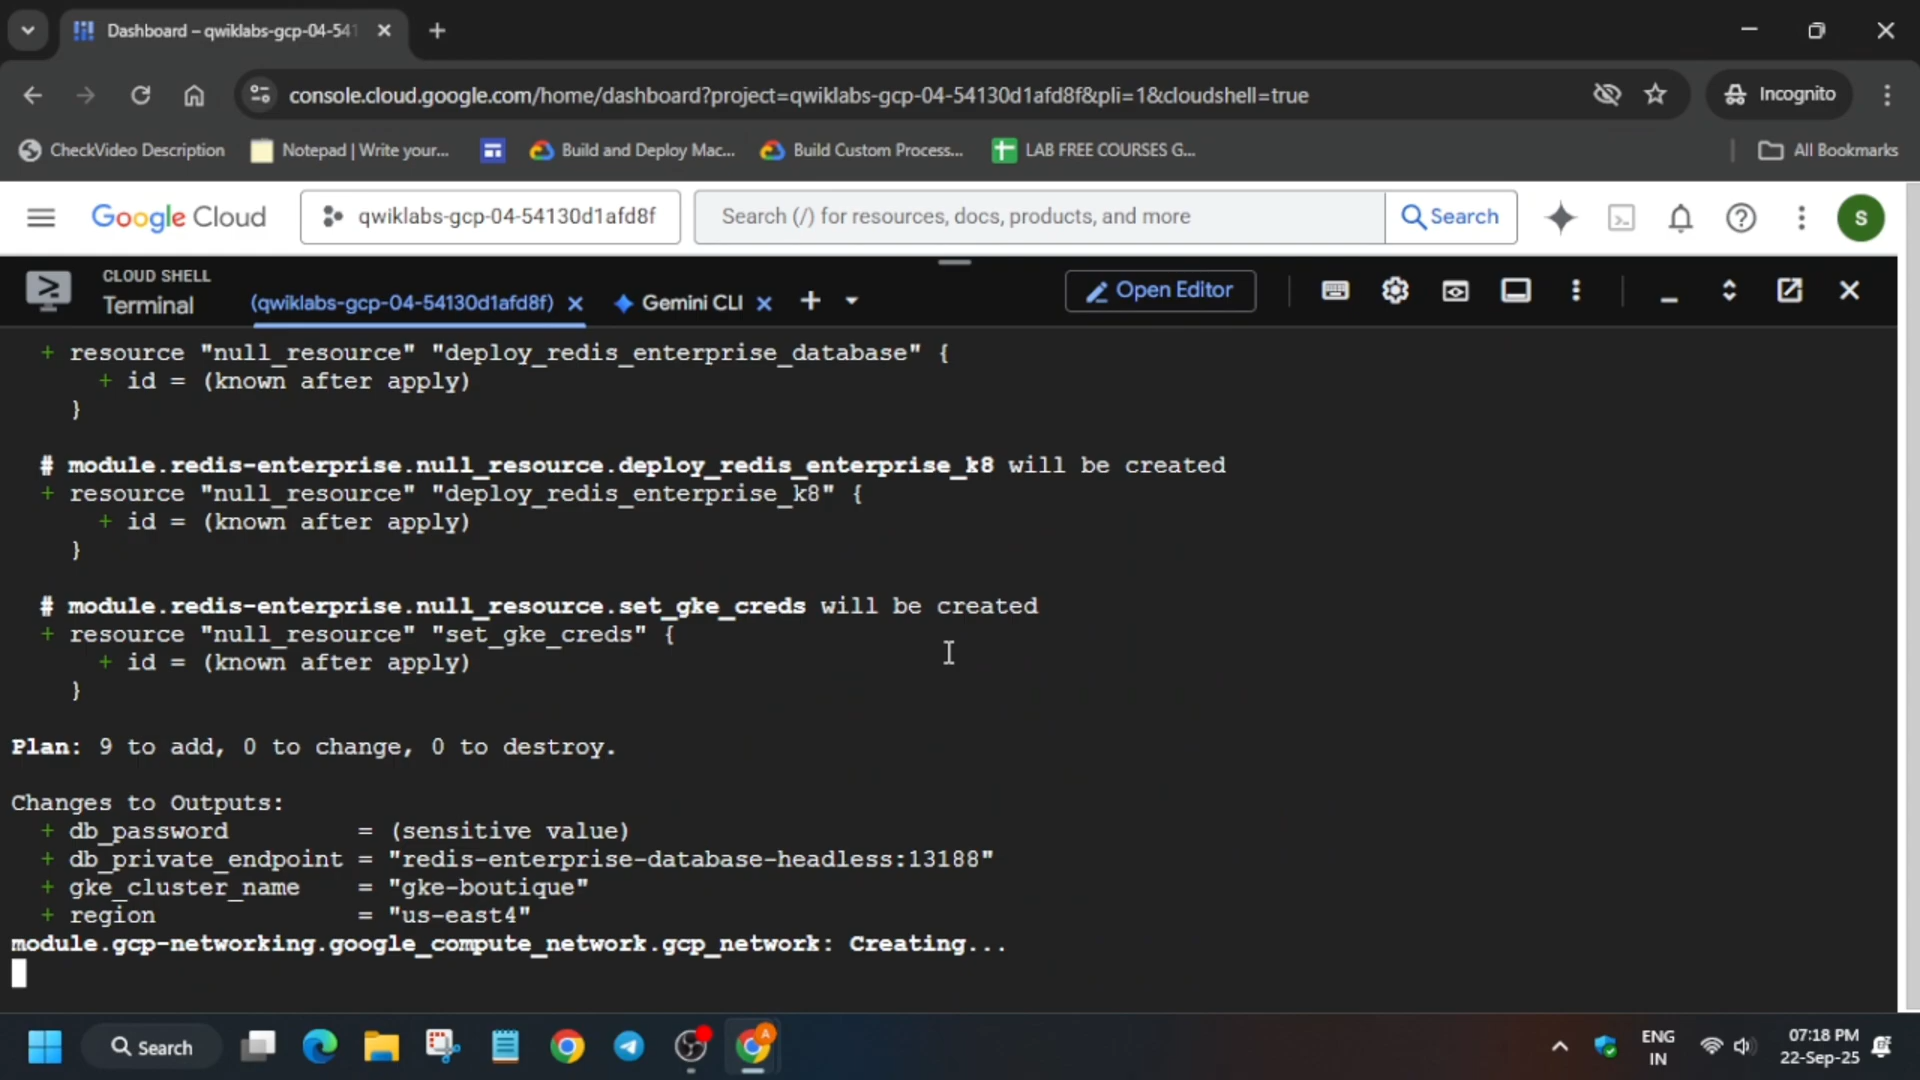 Dashboard – qwiklabs-gcp-04-541
console.cloud.google.com/home/dashboard?project=qwiklabs-gcp-04-54130d1afd8f&pli=1&cloudshell=true
Incognito
CheckVideo Description
Notepad | Write your...
Build and Deploy Mac...
Build Custom Process...
LAB FREE COURSES G...
All Bookmarks
Google Cloud
qwiklabs-gcp-04-54130d1afd8f
Search (/) for resources, docs, products, and more
Search
S
CLOUD SHELL
Terminal
(qwiklabs-gcp-04-54130d1afd8f)
Gemini CLI
Open Editor
+ resource "null_resource" "deploy_redis_enterprise_database" {
+ id = (known after apply)
}
# module.redis-enterprise.null_resource.deploy_redis_enterprise_k8 will be created
+ resource "null_resource" "deploy_redis_enterprise_k8" {
+ id = (known after apply)
}
# module.redis-enterprise.null_resource.set_gke_creds will be created
+ resource "null_resource" "set_gke_creds" {
+ id = (known after apply)
}
Plan: 9 to add, 0 to change, 0 to destroy.
Changes to Outputs:
+ db_password = (sensitive value)
+ db_private_endpoint = "redis-enterprise-database-headless:13188"
+ gke_cluster_name = "gke-boutique"
+ region = "us-east4"
module.gcp-networking.google_compute_network.gcp_network: Creating...
Search
A
ENG
IN
07:18 PM
22-Sep-25